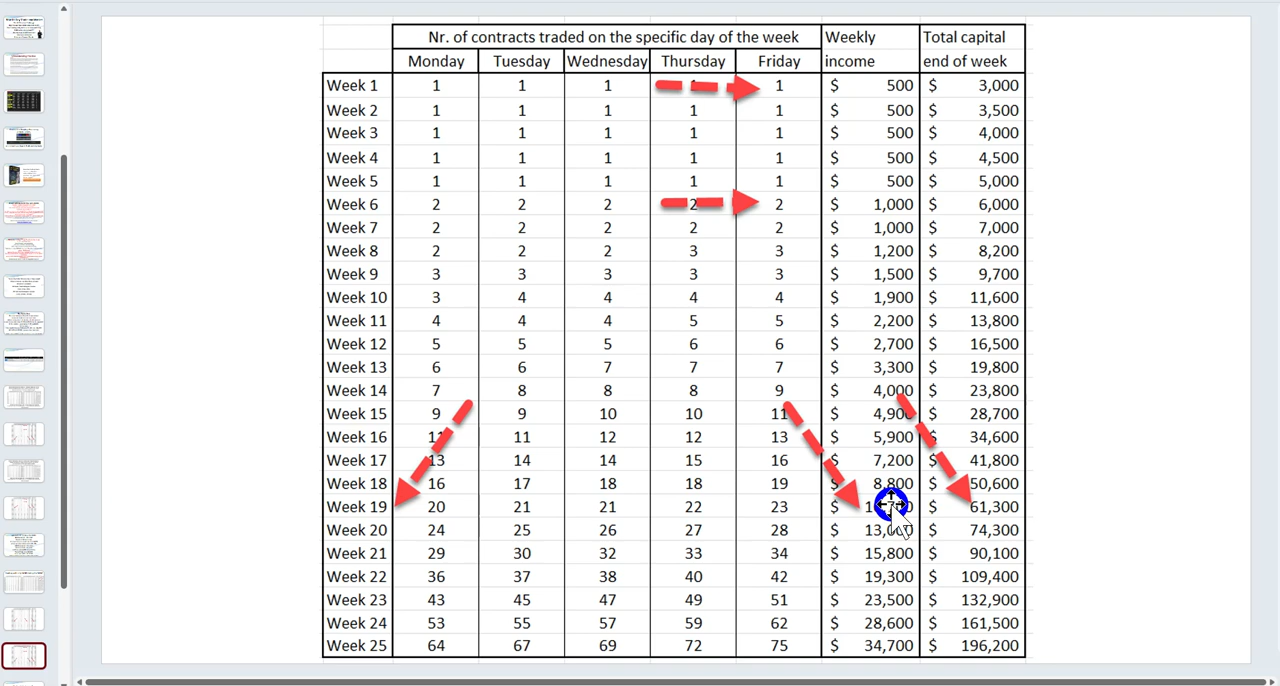 Nr. of contracts traded on the specific day of the week Weekly Total capital
Monday Tuesday Wednesday Thursday Friday income end of week
Week 1 1 1 1 1 $ 500 $ 3,000
Week 2 1 1 1 1 1 $ 500 $ 3,500
Week 3 1 1 1 1 1 $ 500 $ 4,000
Week 4 1 1 1 1 1 $ 500 $ 4,500
Week 5 1 1 1 1 1 $ 500 $ 5,000
Week 6 2 2 2 2 2 $ 1,000 $ 6,000
Week 7 2 2 2 2 2 $ 1,000 $ 7,000
Week 8 2 2 2 3 3 $ 1,200 $ 8,200
Week 9 3 3 3 3 3 $ 1,500 $ 9,700
Week 10 3 4 4 4 4 $ 1,900 $ 11,600
Week 11 4 4 4 5 5 $ 2,200 $ 13,800
Week 12 5 5 5 6 6 $ 2,700 $ 16,500
Week 13 6 6 7 7 7 $ 3,300 $ 19,800
Week 14 7 8 8 8 9 $ 4,000 $ 23,800
Week 15 9 9 10 10 11 $ 4,900 $ 28,700
Week 16 11 11 12 12 13 $ 5,900 $ 34,600
Week 17 13 14 14 15 16 $ 7,200 $ 41,800
Week 18 16 17 18 18 19 $ 8,800 50,600
Week 19 20 21 21 22 23 $ $ 61,300
Week 20 24 25 26 27 28 $ $ 74,300
Week 21 29 30 32 33 34 $ 15,800 $ 90,100
Week 22 36 37 38 40 42 $ 19,300 $ 109,400
Week 23 43 45 47 49 51 $ 23,500 $ 132,900
Week 24 53 55 57 59 62 $ 28,600 $ 161,500
Week 25 64 67 69 72 75 $ 34,700 $ 196,200